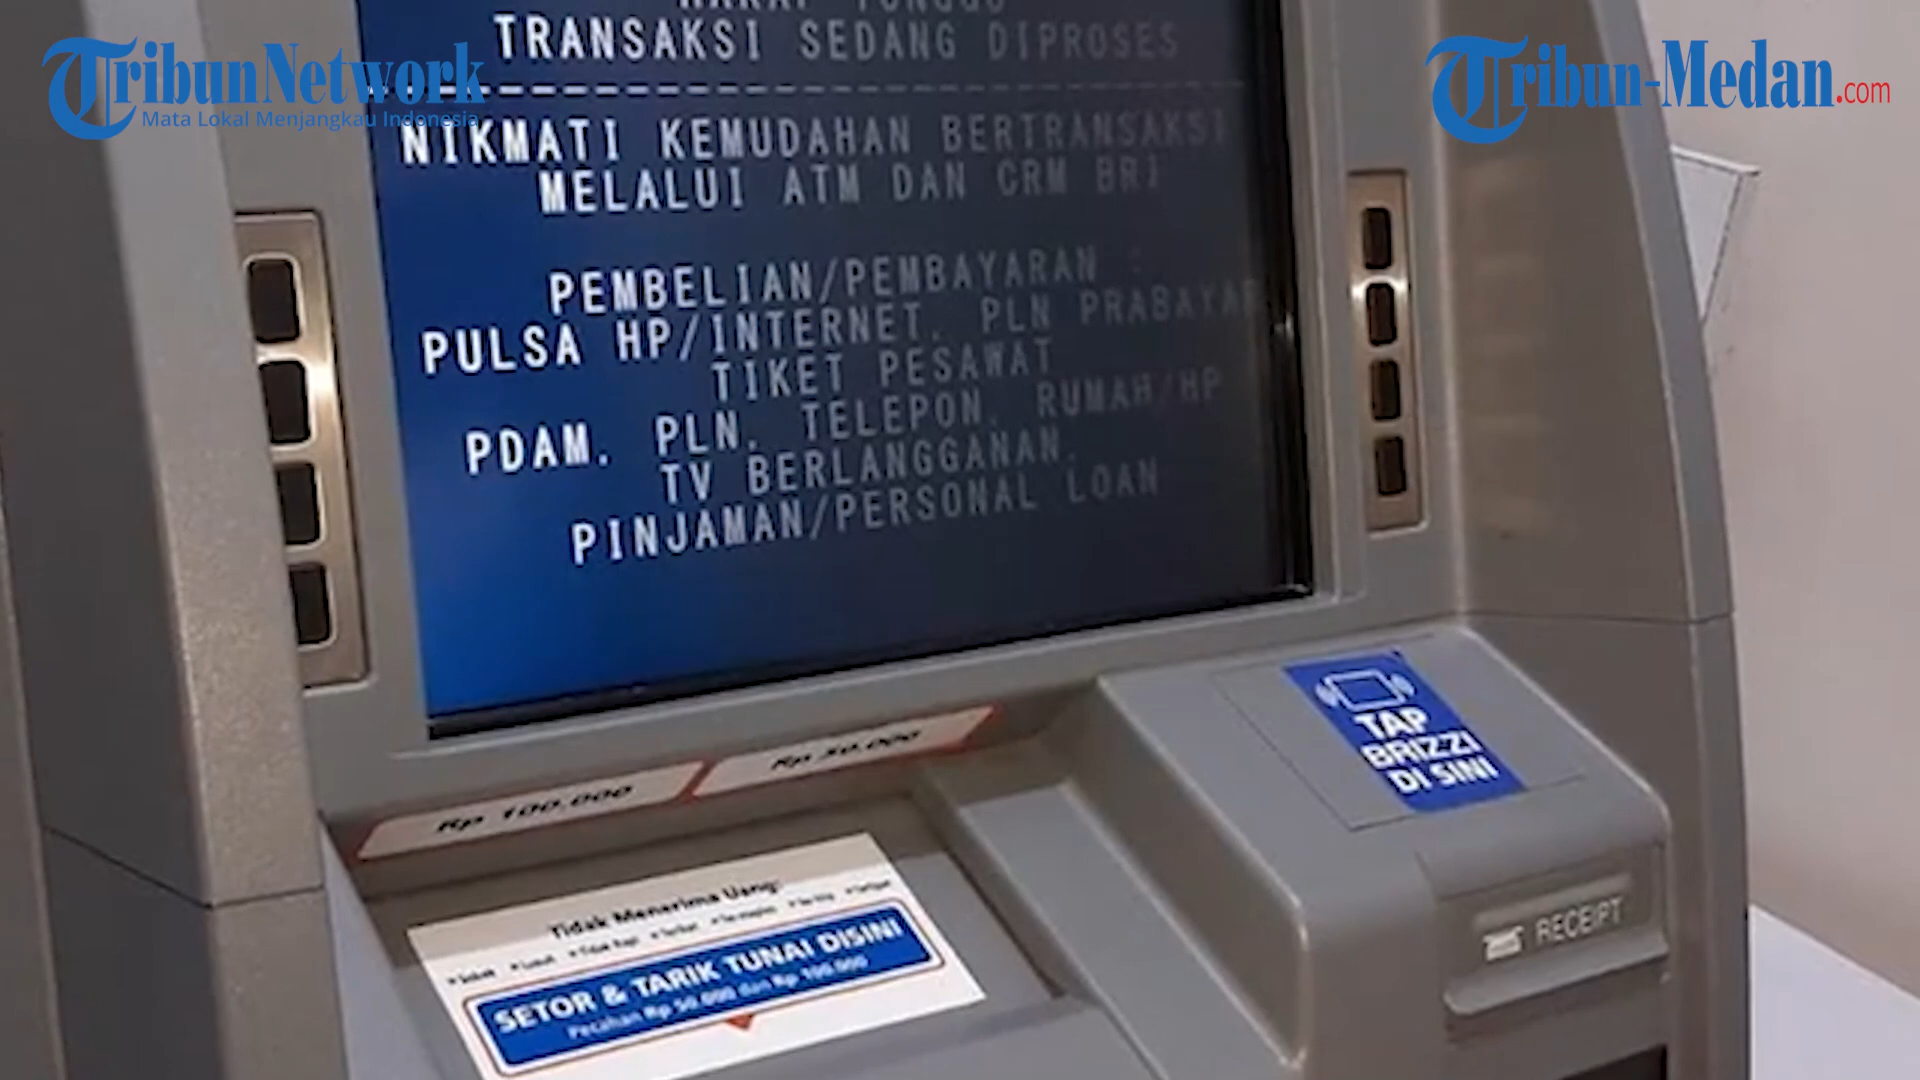 TribunNetwork
Mata Lokal Menjangkau Indonesia
Tribun-Medan.com
TRANSAKSI SEDANG DIPROSES
NIKMATI KEMUDAHAN BERTRANSAKSI
MELALUI ATM DAN CRM BRI
PEMBELIAN/PEMBAYARAN :
PULSA HP/INTERNET. PLN PRABAYAR
TIKET PESAWAT
PDAM. PLN. TELEPON. RUMAH/HP
TV BERLANGGANAN.
PINJAMAN/PERSONAL LOAN
Rp 100.000
Rp 50.000
TAP
BRIZZI
DI SINI
RECEIPT
Tidak Menerima Uang:
SETOR & TARIK TUNAI DISINI
Pecahan Rp 50.000 dan Rp 100.000